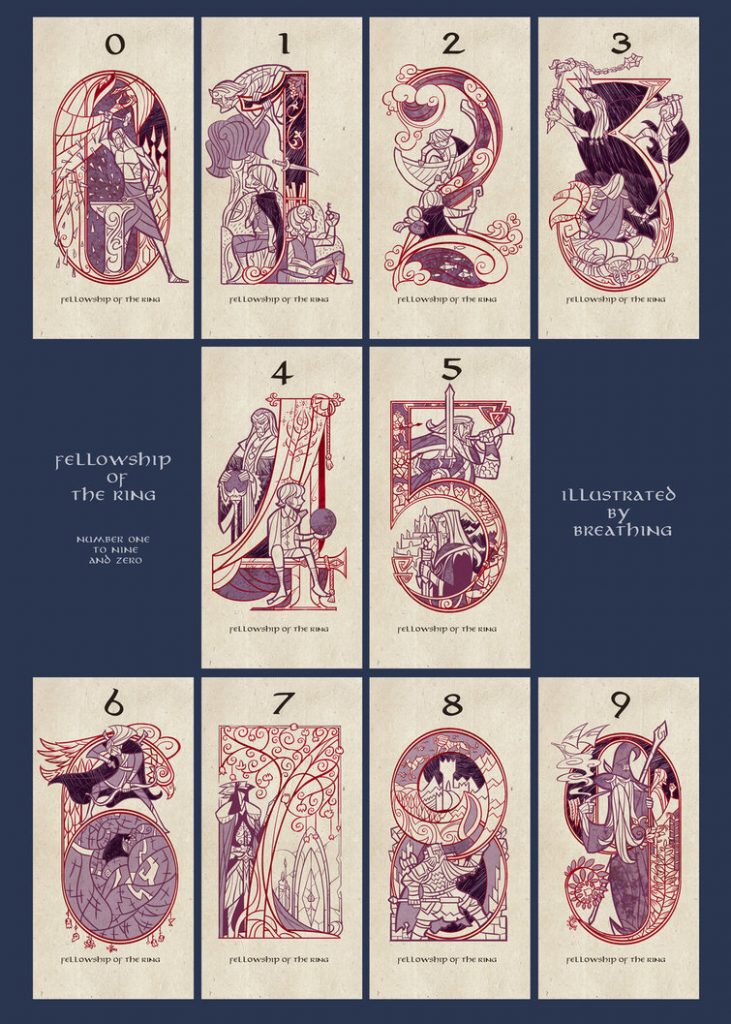 0
1
2
3
FELLOWSHIP OF THE RING
FELLOWSHIP OF THE RING
FELLOWSHIP OF THE RING
FELLOWSHIP OF THE RING
4
5
FELLOWSHIP
OF
THE RING
NUMBER ONE
TO NINE
AND ZERO
ILLUSTRATED
BY
BREATHING
FELLOWSHIP OF THE RING
FELLOWSHIP OF THE RING
6
7
8
9
FELLOWSHIP OF THE RING
FELLOWSHIP OF THE RING
FELLOWSHIP OF THE RING
FELLOWSHIP OF THE RING